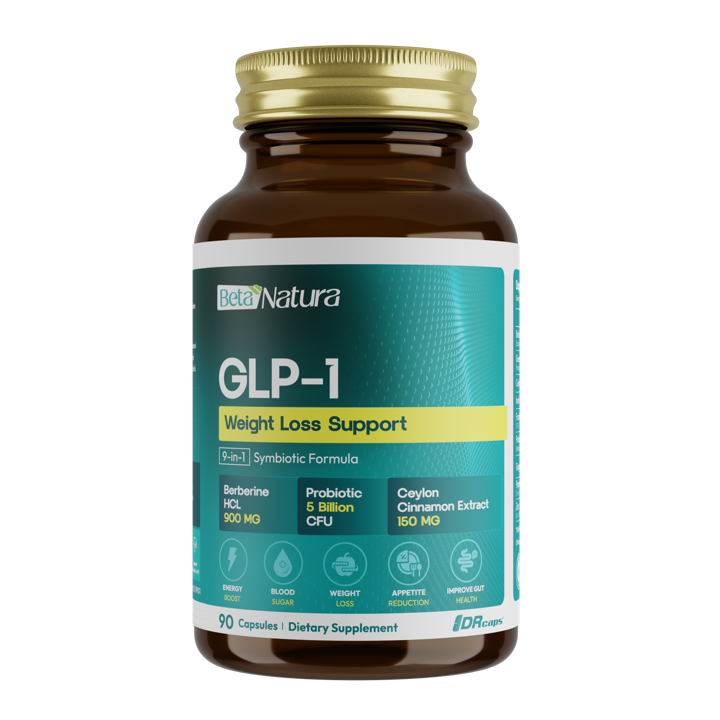 Beta Natura
GLP-1
Weight Loss Support
9-in-1 Symbiotic Formula
Berberine
HCL
900 MG
Probiotic
5 Billion
CFU
Ceylon
Cinnamon Extract
150 MG
ENERGY
BOOST
BLOOD
SUGAR
WEIGHT
LOSS
APPETITE
REDUCTION
IMPROVE GUT
HEALTH
90 Capsules | Dietary Supplement
DRcaps